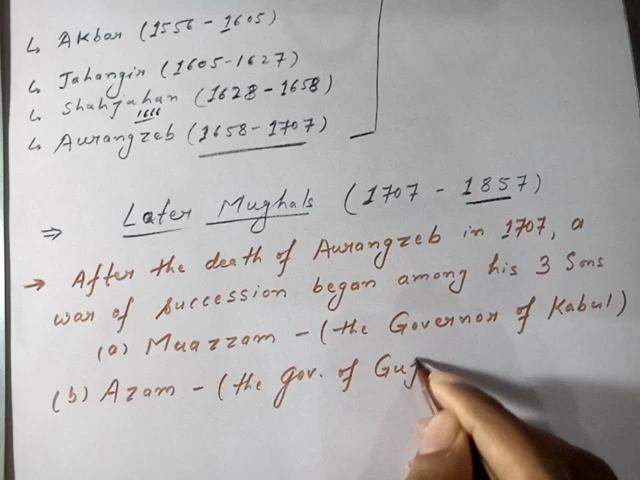 ↳ Akbar (1556 - 1605)
↳ Jahangir (1605-1627)
↳ Shahjahan (1628 - 1658)
1666
↳ Aurangzeb (1658-1707)
⇒ Later Mughals (1707 - 1857)
→ After the death of Aurangzeb in 1707, a
war of succession began among his 3 Sons
(a) Muazzam - (the Governor of Kabul)
(b) Azam - (the gov. of Guj